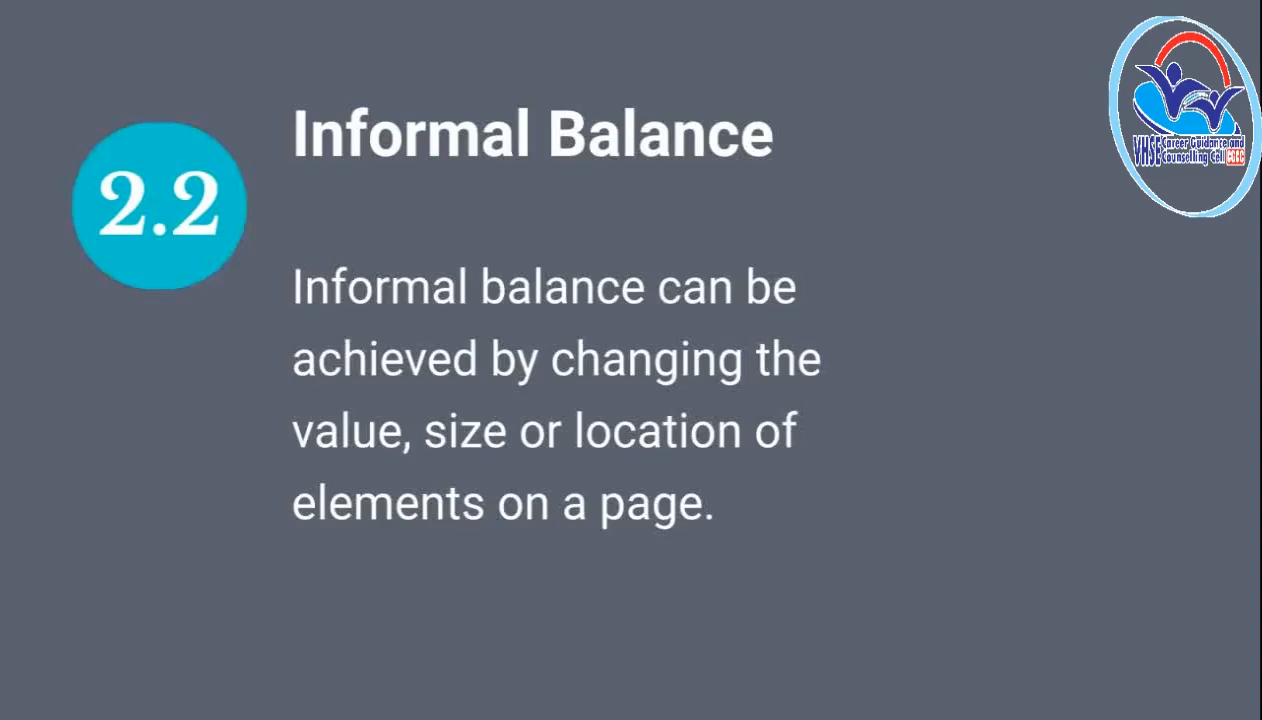 Informal Balance
2.2
Informal balance can be
achieved by changing the
value, size or location of
elements on a page.
VHSE Career Guidance and
Counselling Cell CGCC